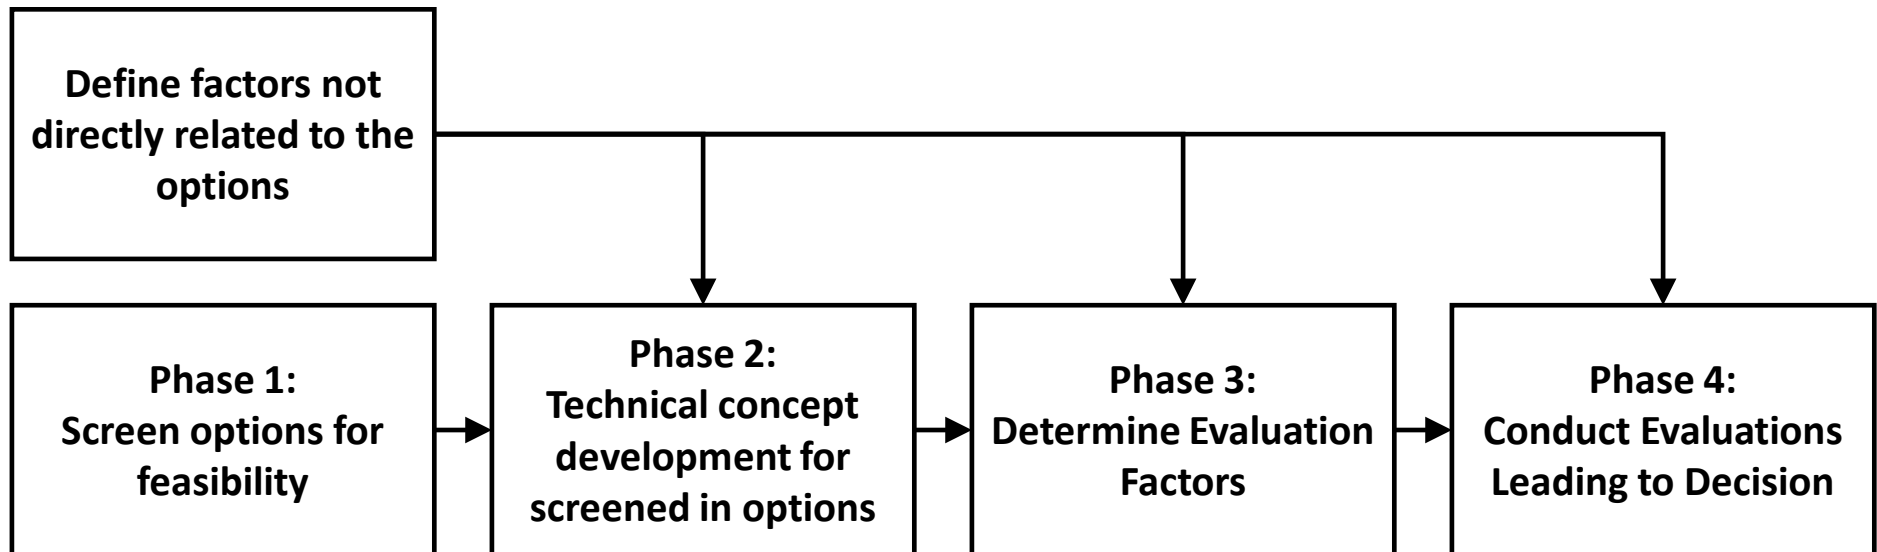 Define factors not
directly related to the
options
Phase 1:
Screen options for
feasibility
Phase 2:
Technical concept
development for
screened in options
Phase 3:
Determine Evaluation
Factors
Phase 4:
Conduct Evaluations
Leading to Decision